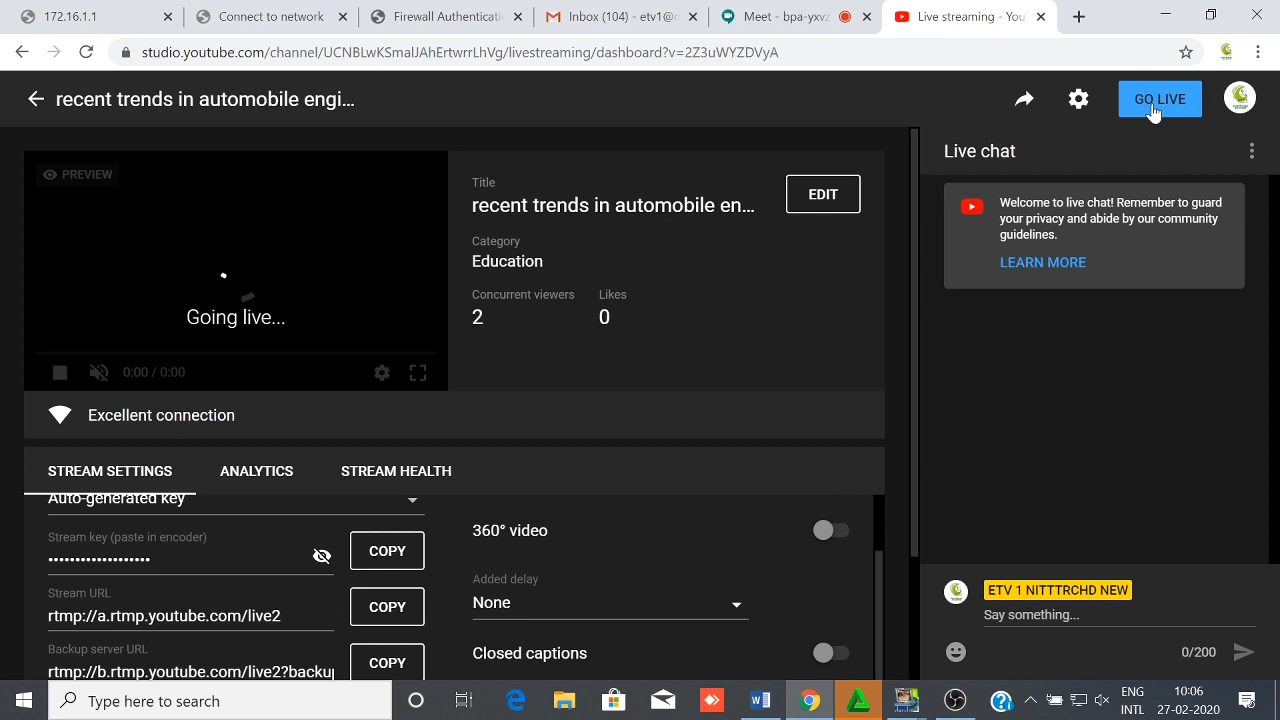 172.16.1.1
Connect to network
Firewall Authenticati
Inbox (104) - etv1@n
Meet - bpa-
Live streaming - You
studio.youtube.com/channel/UCNBLwKSmalJAhErtwrrLhVg/livestreaming/dashboard?v=2Z3uWYZDVyA
recent trends in automobile engi...
GO LIVE
PREVIEW
Going live...
0:00 / 0:00
Title
recent trends in automobile en...
EDIT
Category
Education
Concurrent viewers
Likes
2
0
Live chat
Welcome to live chat! Remember to guard
your privacy and abide by our community
guidelines.
LEARN MORE
Excellent connection
STREAM SETTINGS
ANALYTICS
STREAM HEALTH
Auto-generated key
Stream key (paste in encoder)
•••••••••••••••••••
COPY
Stream URL
rtmp://a.rtmp.youtube.com/live2
COPY
Backup server URL
rtmp://b.rtmp.youtube.com/live2?backu
COPY
360° video
Added delay
None
Closed captions
ETV 1 NITTTRCHD NEW
Say something...
0/200
Type here to search
ENG
INTL
10:06
27-02-2020